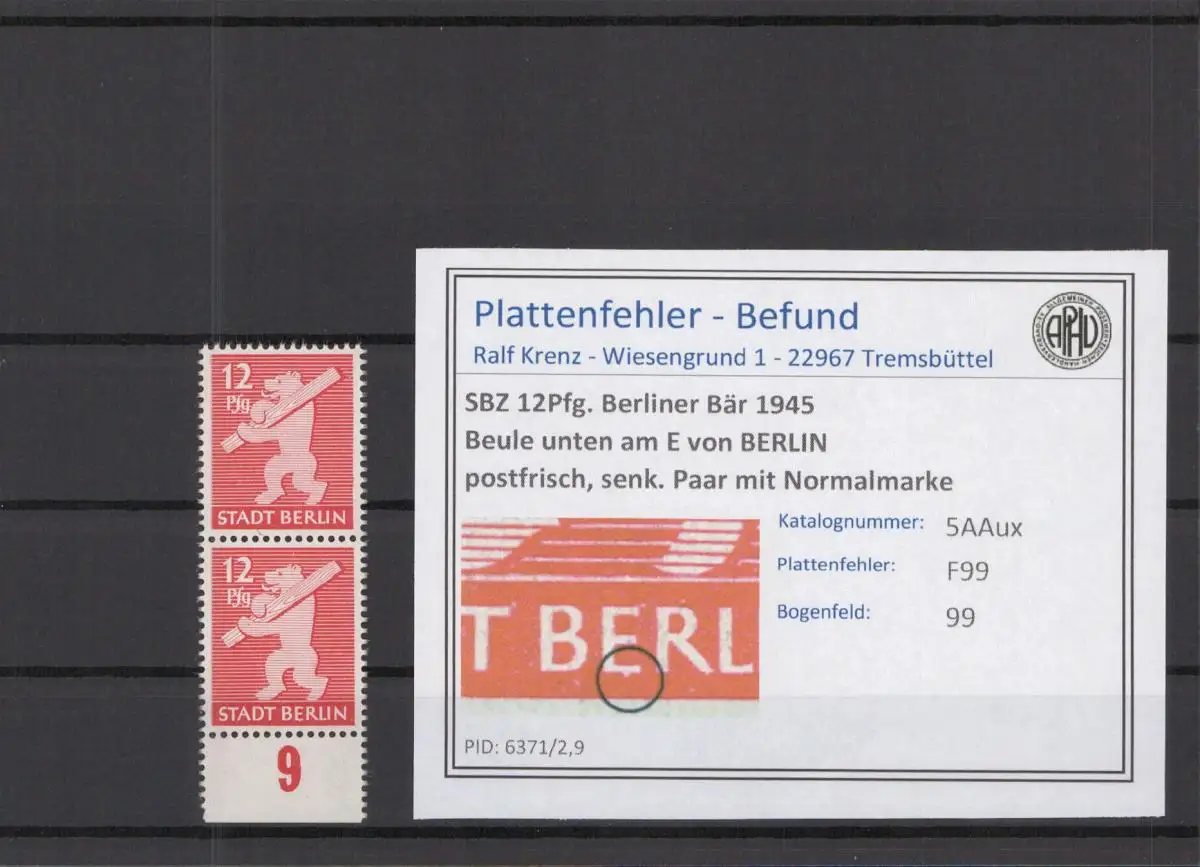 12
Pfg
STADT BERLIN
12
Pfg
STADT BERLIN
9
Plattenfehler - Befund
Ralf Krenz - Wiesengrund 1 - 22967 Tremsbüttel
APHV
SBZ 12Pfg. Berliner Bär 1945
Beule unten am E von BERLIN
postfrisch, senk. Paar mit Normalmarke
T BERL
Katalognummer: 5AAux
Plattenfehler: F99
Bogenfeld: 99
PID: 6371/2,9